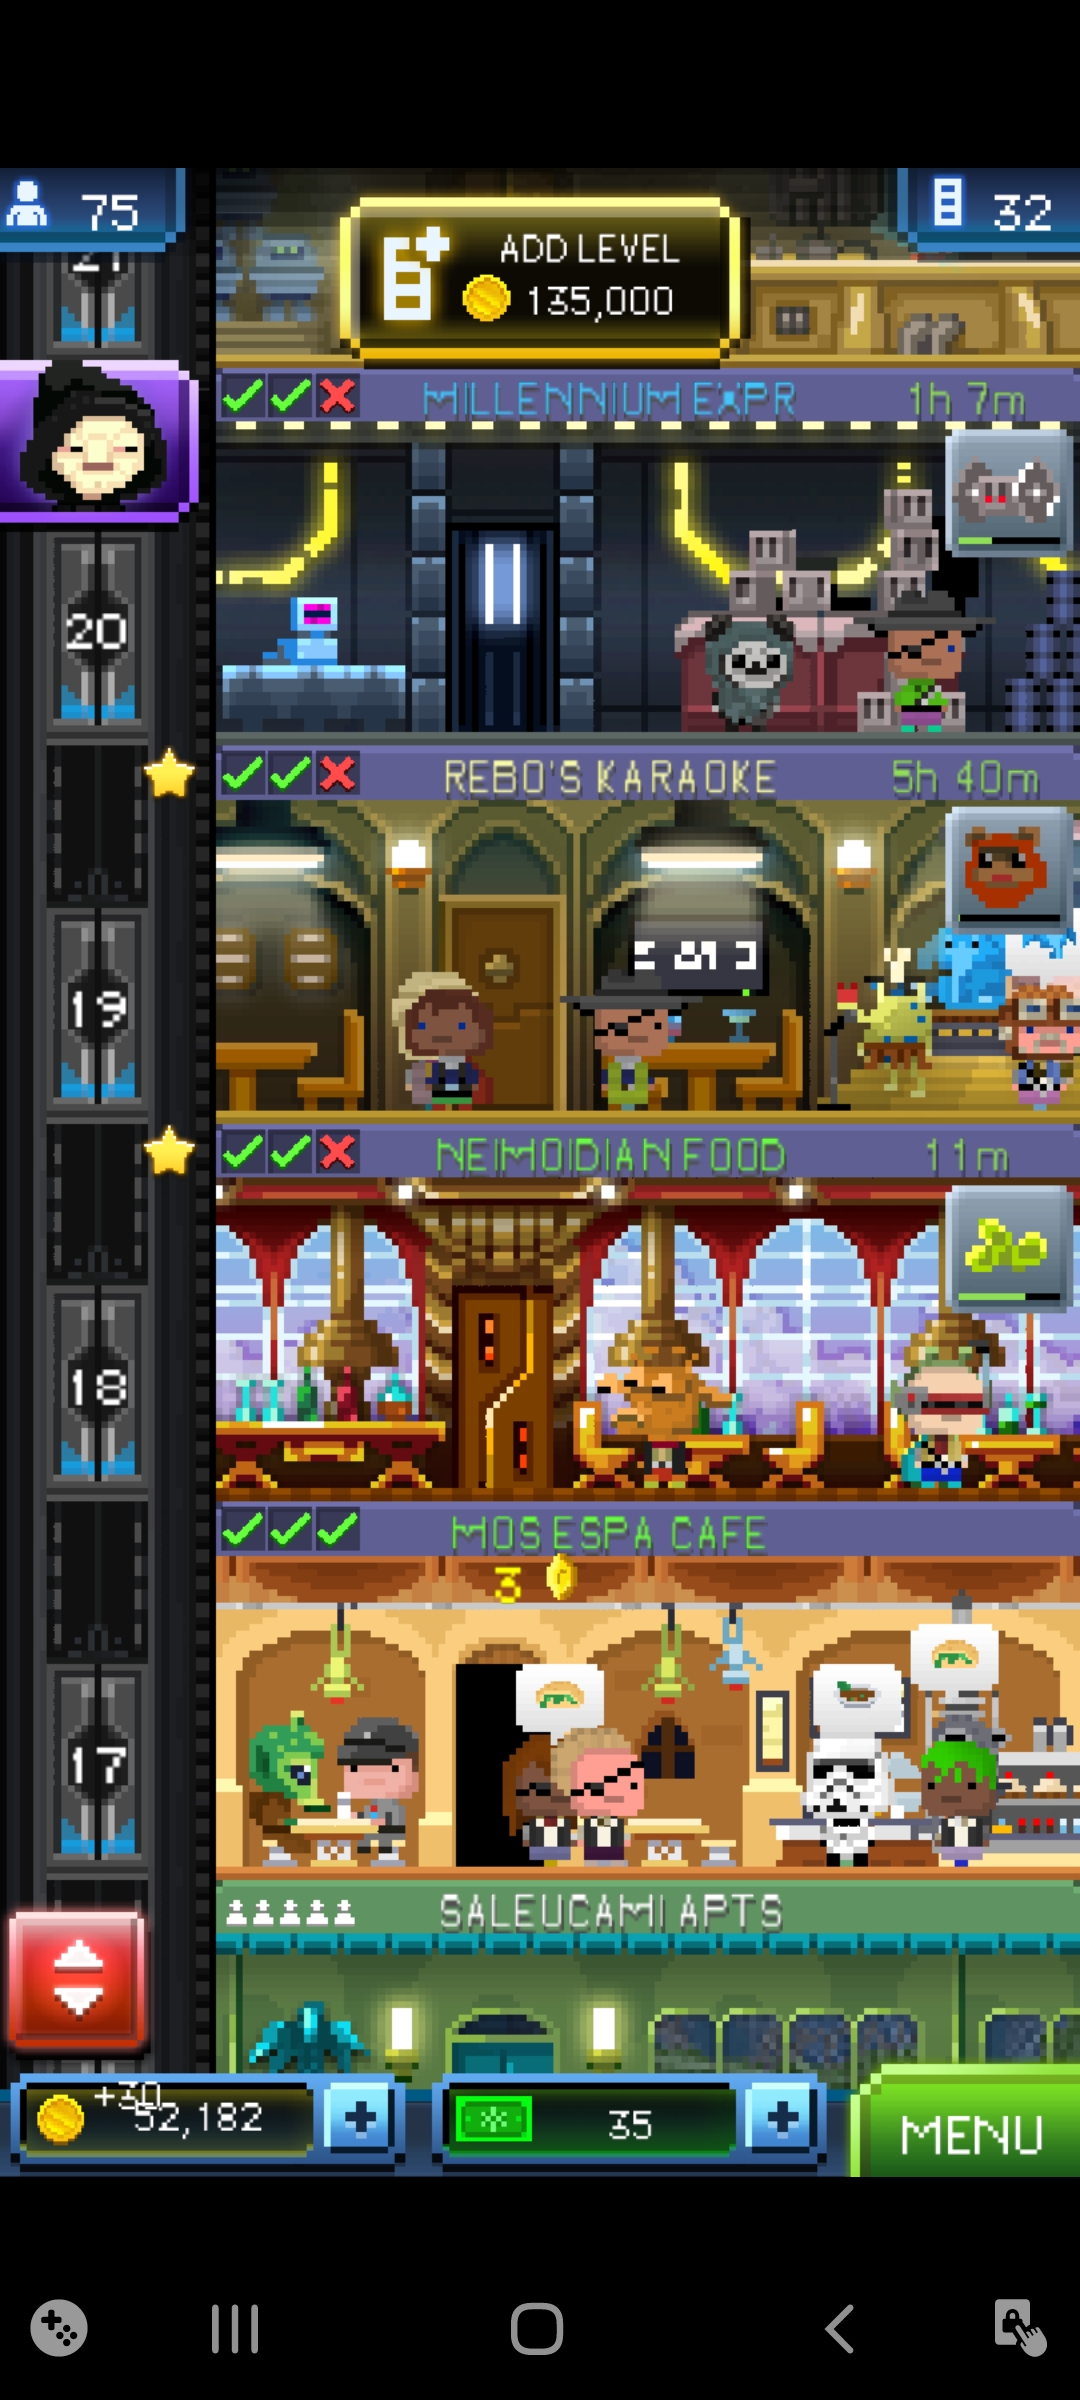 75
ADD LEVEL
135,000
32
21
MILLENNIUM EXPR
1h 7m
20
REBO'S KARAOKE
5h 40m
19
NEIMOIDIAN FOOD
11m
18
MOS ESPA CAFE
3
17
SALEUCAMI APTS
+30
52,182
35
MENU